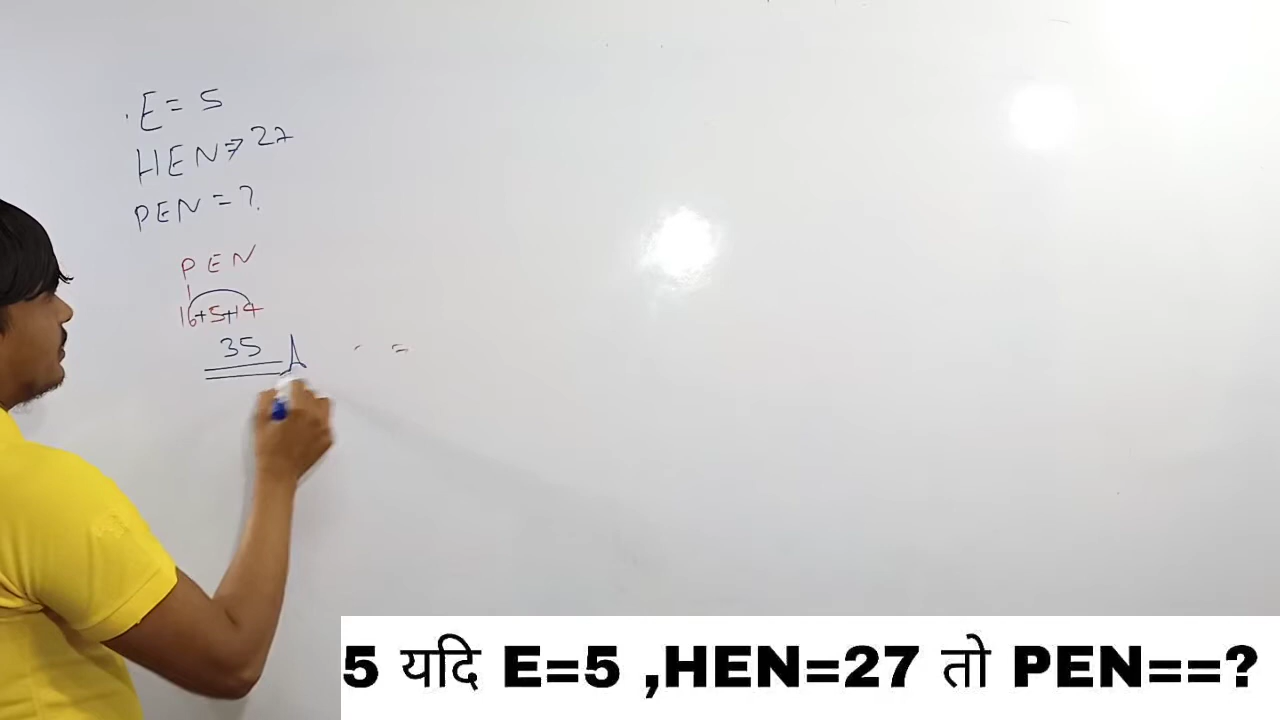 E = 5
HEN => 27
PEN = ?
PEN
16+5+14
35 A
5 यदि E=5 ,HEN=27 तो PEN==?